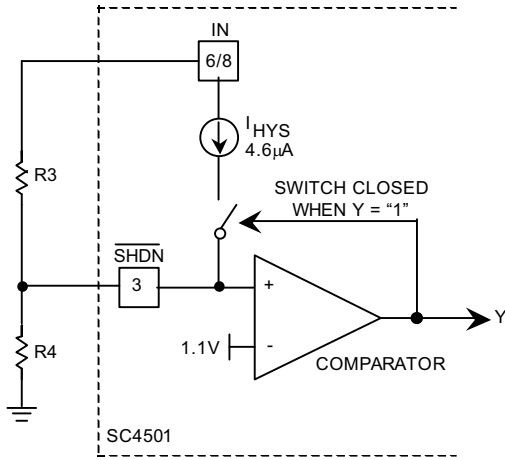 IN
6/8
I HYS
4.6μA
R3
SWITCH CLOSED
WHEN Y = "1"
SHDN
3
+
1.1V
-
Y
COMPARATOR
R4
SC4501